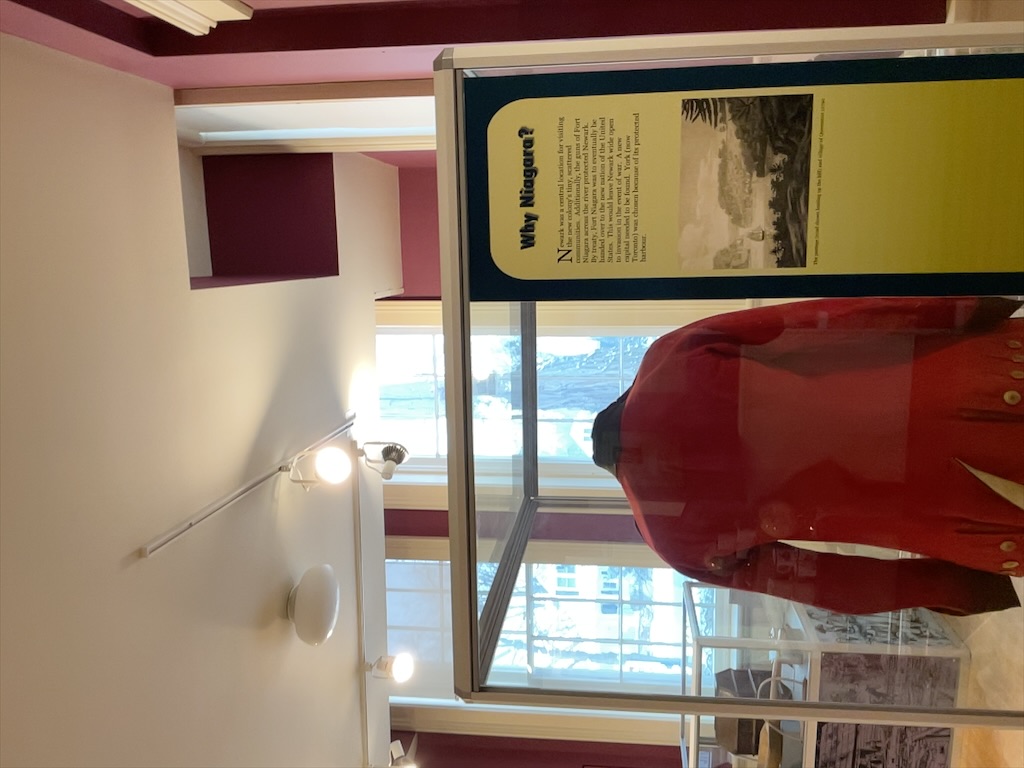 Why Niagara?
Newark was a central location for visiting
the new colony's tiny, scattered
communities. Additionally, the guns of Fort
Niagara across the river protected Newark.
By treaty, Fort Niagara was to eventually be
handed over to the new nation of the United
States. This would leave Newark wide open
to invasion in the event of war. A new
capital needed to be found. York (now
Toronto) was chosen because of its protected
harbour.